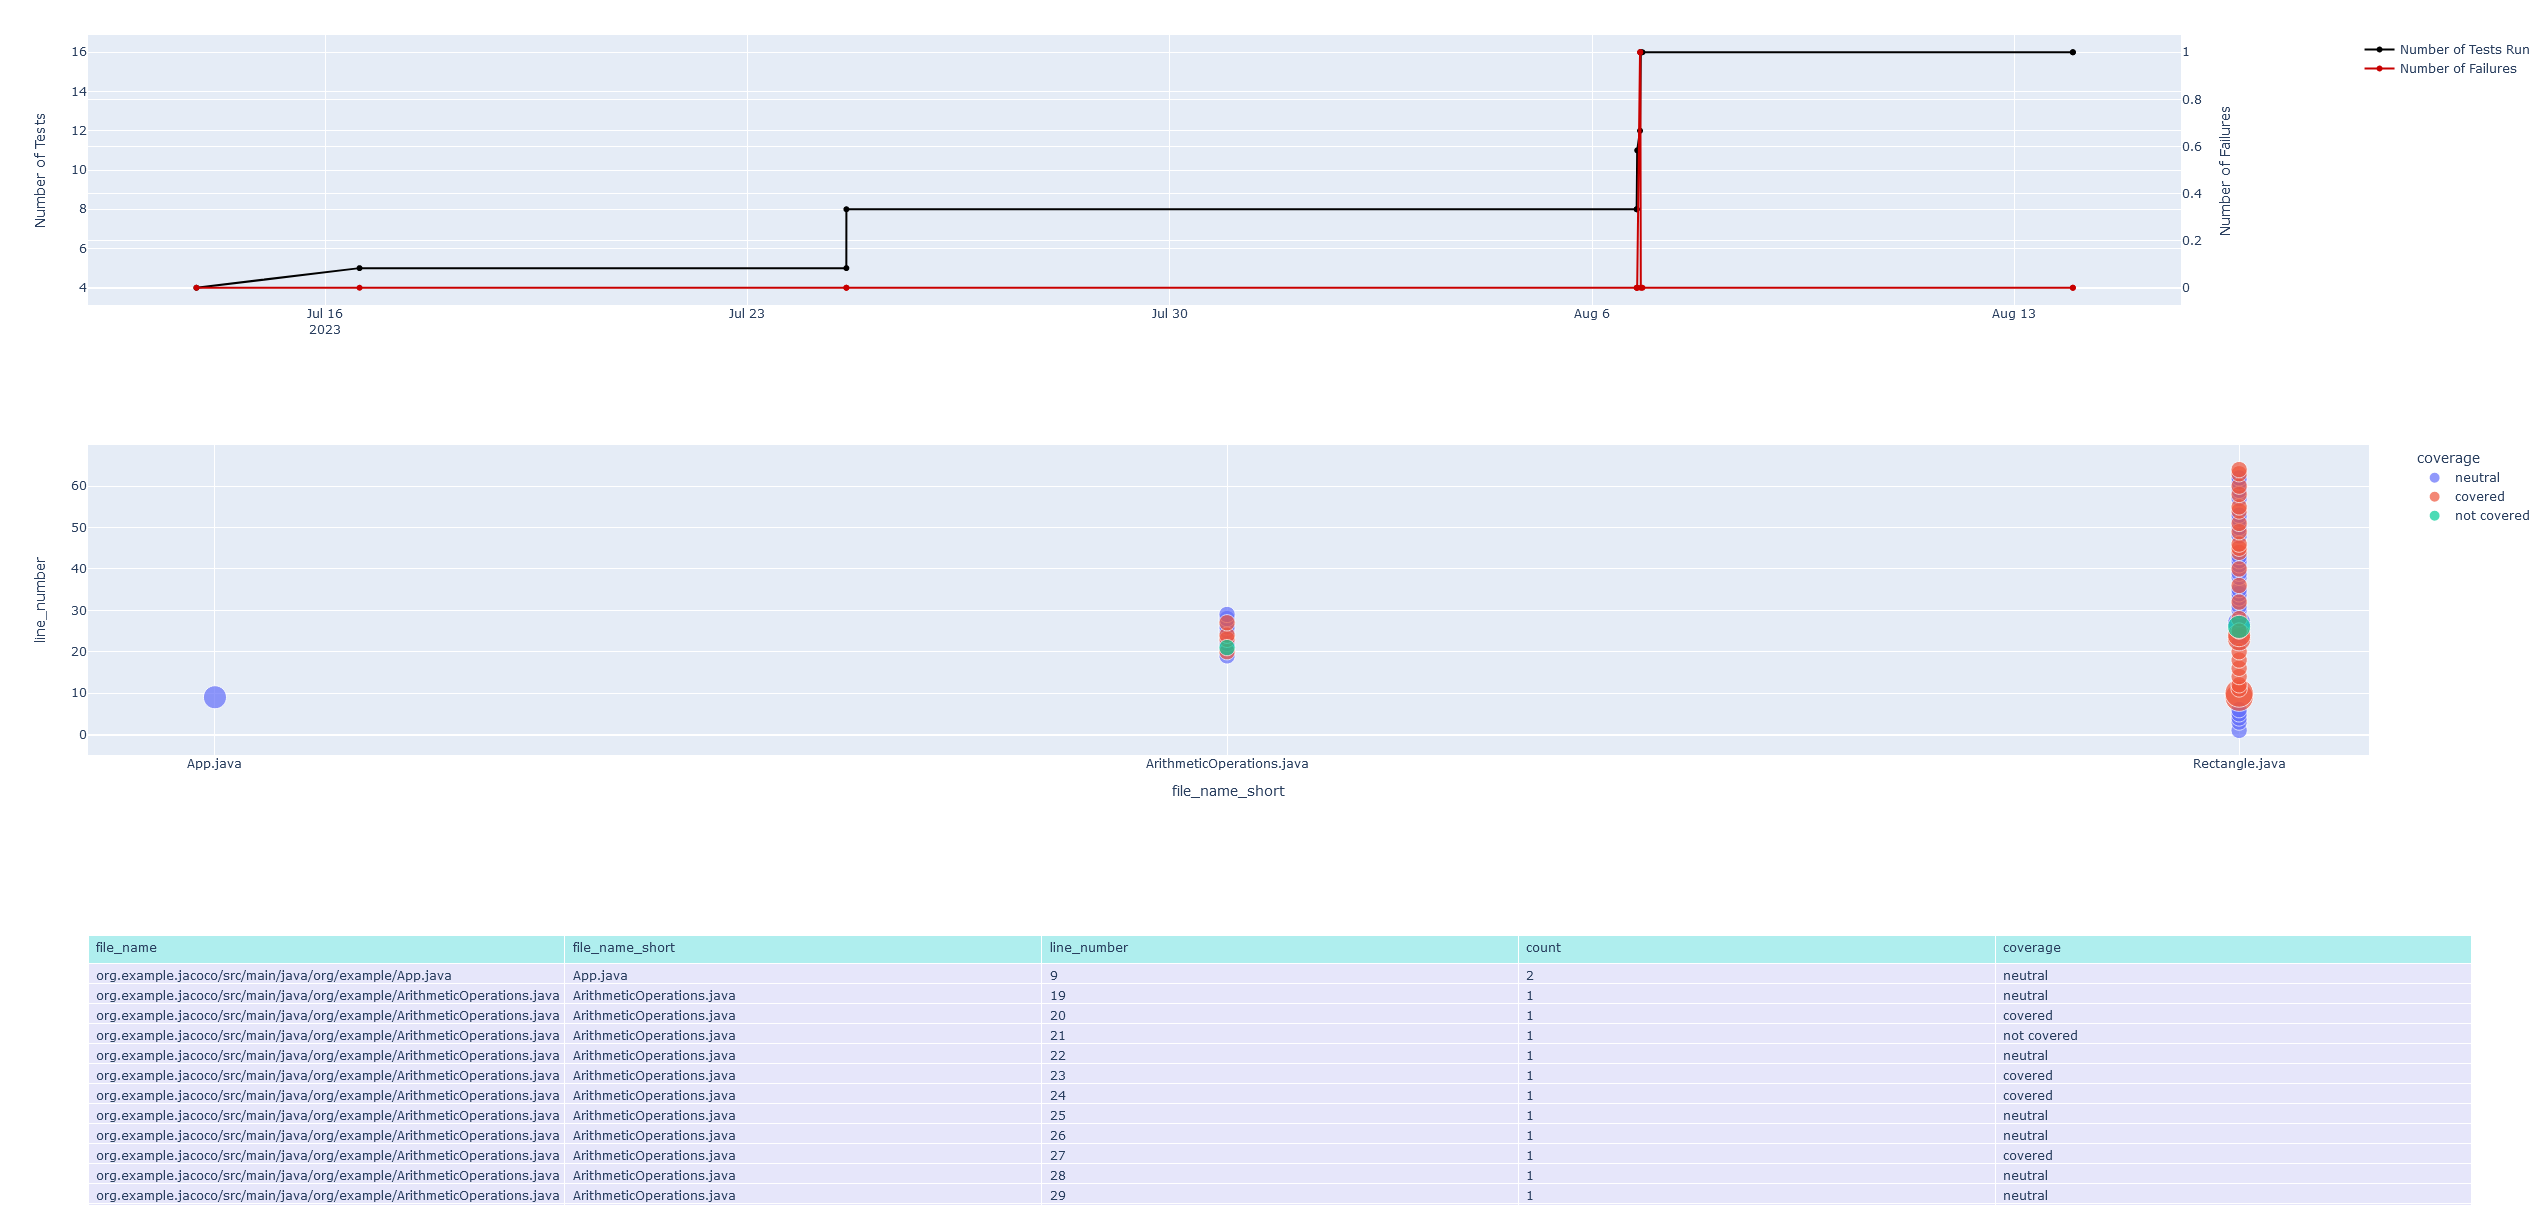 16
14
12
10
8
6
4
Number of Tests
1
0.8
0.6
0.4
0.2
0
Number of Failures
Number of Tests Run
Number of Failures
Jul 16
2023
Jul 23
Jul 30
Aug 6
Aug 13
60
50
40
30
20
10
0
line_number
coverage
neutral
covered
not covered
App.java
ArithmeticOperations.java
Rectangle.java
file_name_short
file_name file_name_short line_number count coverage
org.example.jacoco/src/main/java/org/example/App.java App.java 9 2 neutral
org.example.jacoco/src/main/java/org/example/ArithmeticOperations.java ArithmeticOperations.java 19 1 neutral
org.example.jacoco/src/main/java/org/example/ArithmeticOperations.java ArithmeticOperations.java 20 1 covered
org.example.jacoco/src/main/java/org/example/ArithmeticOperations.java ArithmeticOperations.java 21 1 not covered
org.example.jacoco/src/main/java/org/example/ArithmeticOperations.java ArithmeticOperations.java 22 1 neutral
org.example.jacoco/src/main/java/org/example/ArithmeticOperations.java ArithmeticOperations.java 23 1 covered
org.example.jacoco/src/main/java/org/example/ArithmeticOperations.java ArithmeticOperations.java 24 1 covered
org.example.jacoco/src/main/java/org/example/ArithmeticOperations.java ArithmeticOperations.java 25 1 neutral
org.example.jacoco/src/main/java/org/example/ArithmeticOperations.java ArithmeticOperations.java 26 1 neutral
org.example.jacoco/src/main/java/org/example/ArithmeticOperations.java ArithmeticOperations.java 27 1 covered
org.example.jacoco/src/main/java/org/example/ArithmeticOperations.java ArithmeticOperations.java 28 1 neutral
org.example.jacoco/src/main/java/org/example/ArithmeticOperations.java ArithmeticOperations.java 29 1 neutral